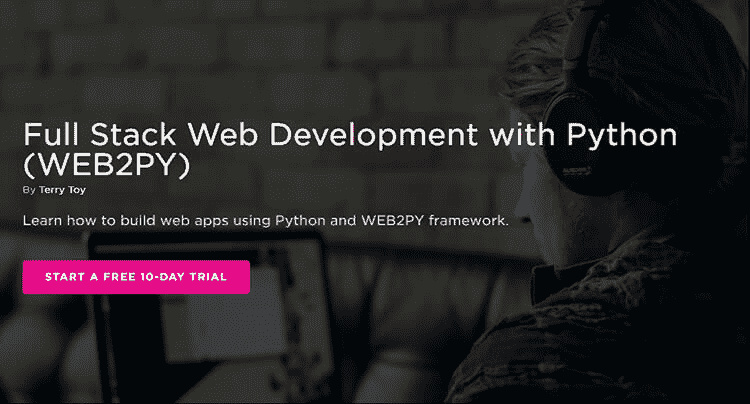 Full Stack Web Development with Python
(WEB2PY)
By Terry Toy
Learn how to build web apps using Python and WEB2PY framework.
START A FREE 10-DAY TRIAL